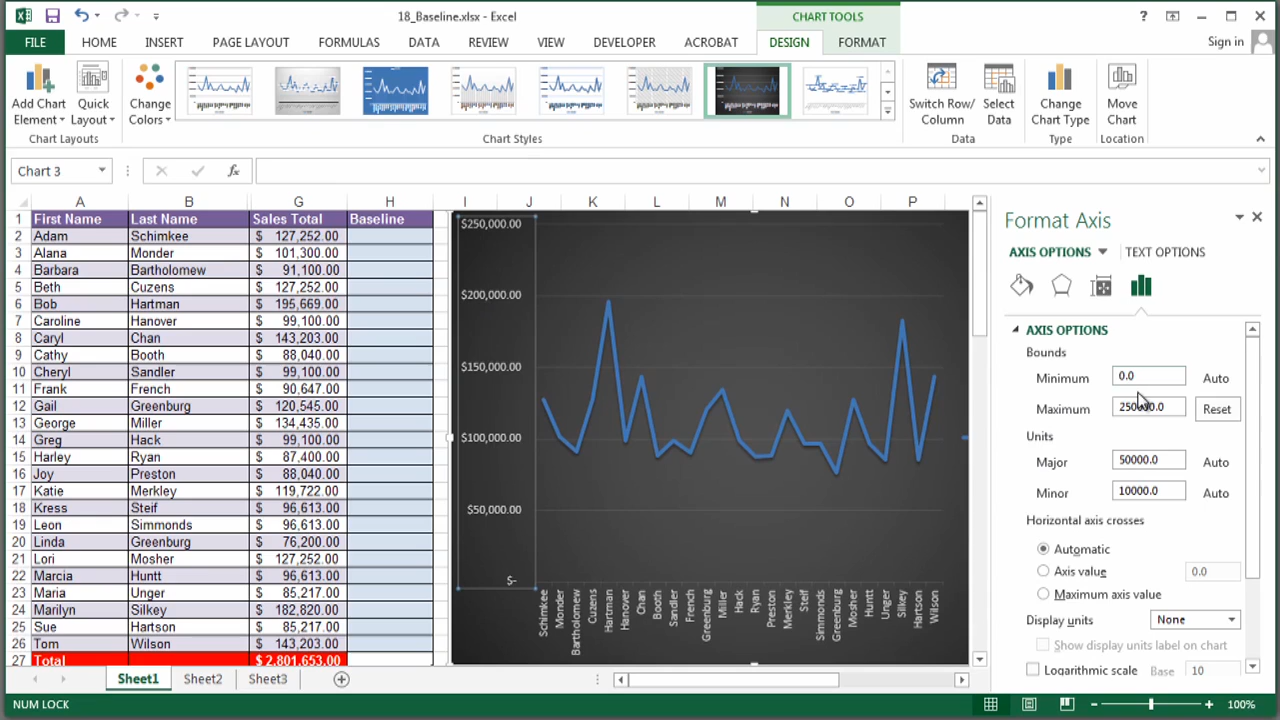 18_Baseline.xlsx - Excel
CHART TOOLS
?
FILE HOME INSERT PAGE LAYOUT FORMULAS DATA REVIEW VIEW DEVELOPER ACROBAT DESIGN FORMAT Sign in
Add Chart Element
Quick Layout
Change Colors
Switch Row/ Column
Select Data
Change Chart Type
Move Chart
Chart Layouts Chart Styles Data Type Location
Chart 3 fx
A B G H I J K L M N O P
1 First Name Last Name Sales Total Baseline
2 Adam Schimkee $ 127,252.00
3 Alana Monder $ 101,300.00
4 Barbara Bartholomew $ 91,100.00
5 Beth Cuzens $ 127,252.00
6 Bob Hartman $ 195,669.00
7 Caroline Hanover $ 99,100.00
8 Caryl Chan $ 143,203.00
9 Cathy Booth $ 88,040.00
10 Cheryl Sandler $ 99,100.00
11 Frank French $ 90,647.00
12 Gail Greenburg $ 120,545.00
13 George Miller $ 134,435.00
14 Greg Hack $ 99,100.00
15 Harley Ryan $ 87,400.00
16 Joy Preston $ 88,040.00
17 Katie Merkley $ 119,722.00
18 Kress Steif $ 96,613.00
19 Leon Simmonds $ 96,613.00
20 Linda Greenburg $ 76,200.00
21 Lori Mosher $ 127,252.00
22 Marcia Huntt $ 96,613.00
23 Maria Unger $ 85,217.00
24 Marilyn Silkey $ 182,820.00
25 Sue Hartson $ 85,217.00
26 Tom Wilson $ 143,203.00
27 Total $ 2,801,653.00
$250,000.00
$200,000.00
$150,000.00
$100,000.00
$50,000.00
$-
Schimkee
Monder
Bartholomew
Cuzens
Hartman
Hanover
Chan
Booth
Sandler
French
Greenburg
Miller
Hack
Ryan
Preston
Merkley
Steif
Simmonds
Greenburg
Mosher
Huntt
Unger
Silkey
Hartson
Wilson
Format Axis
AXIS OPTIONS TEXT OPTIONS
AXIS OPTIONS
Bounds
Minimum 0.0 Auto
Maximum Reset
Units
Major 50000.0 Auto
Minor 10000.0 Auto
Horizontal axis crosses
Automatic
Axis value 0.0
Maximum axis value
Display units None
Show display units label on chart
Logarithmic scale Base 10
Sheet1 Sheet2 Sheet3
NUM LOCK 100%